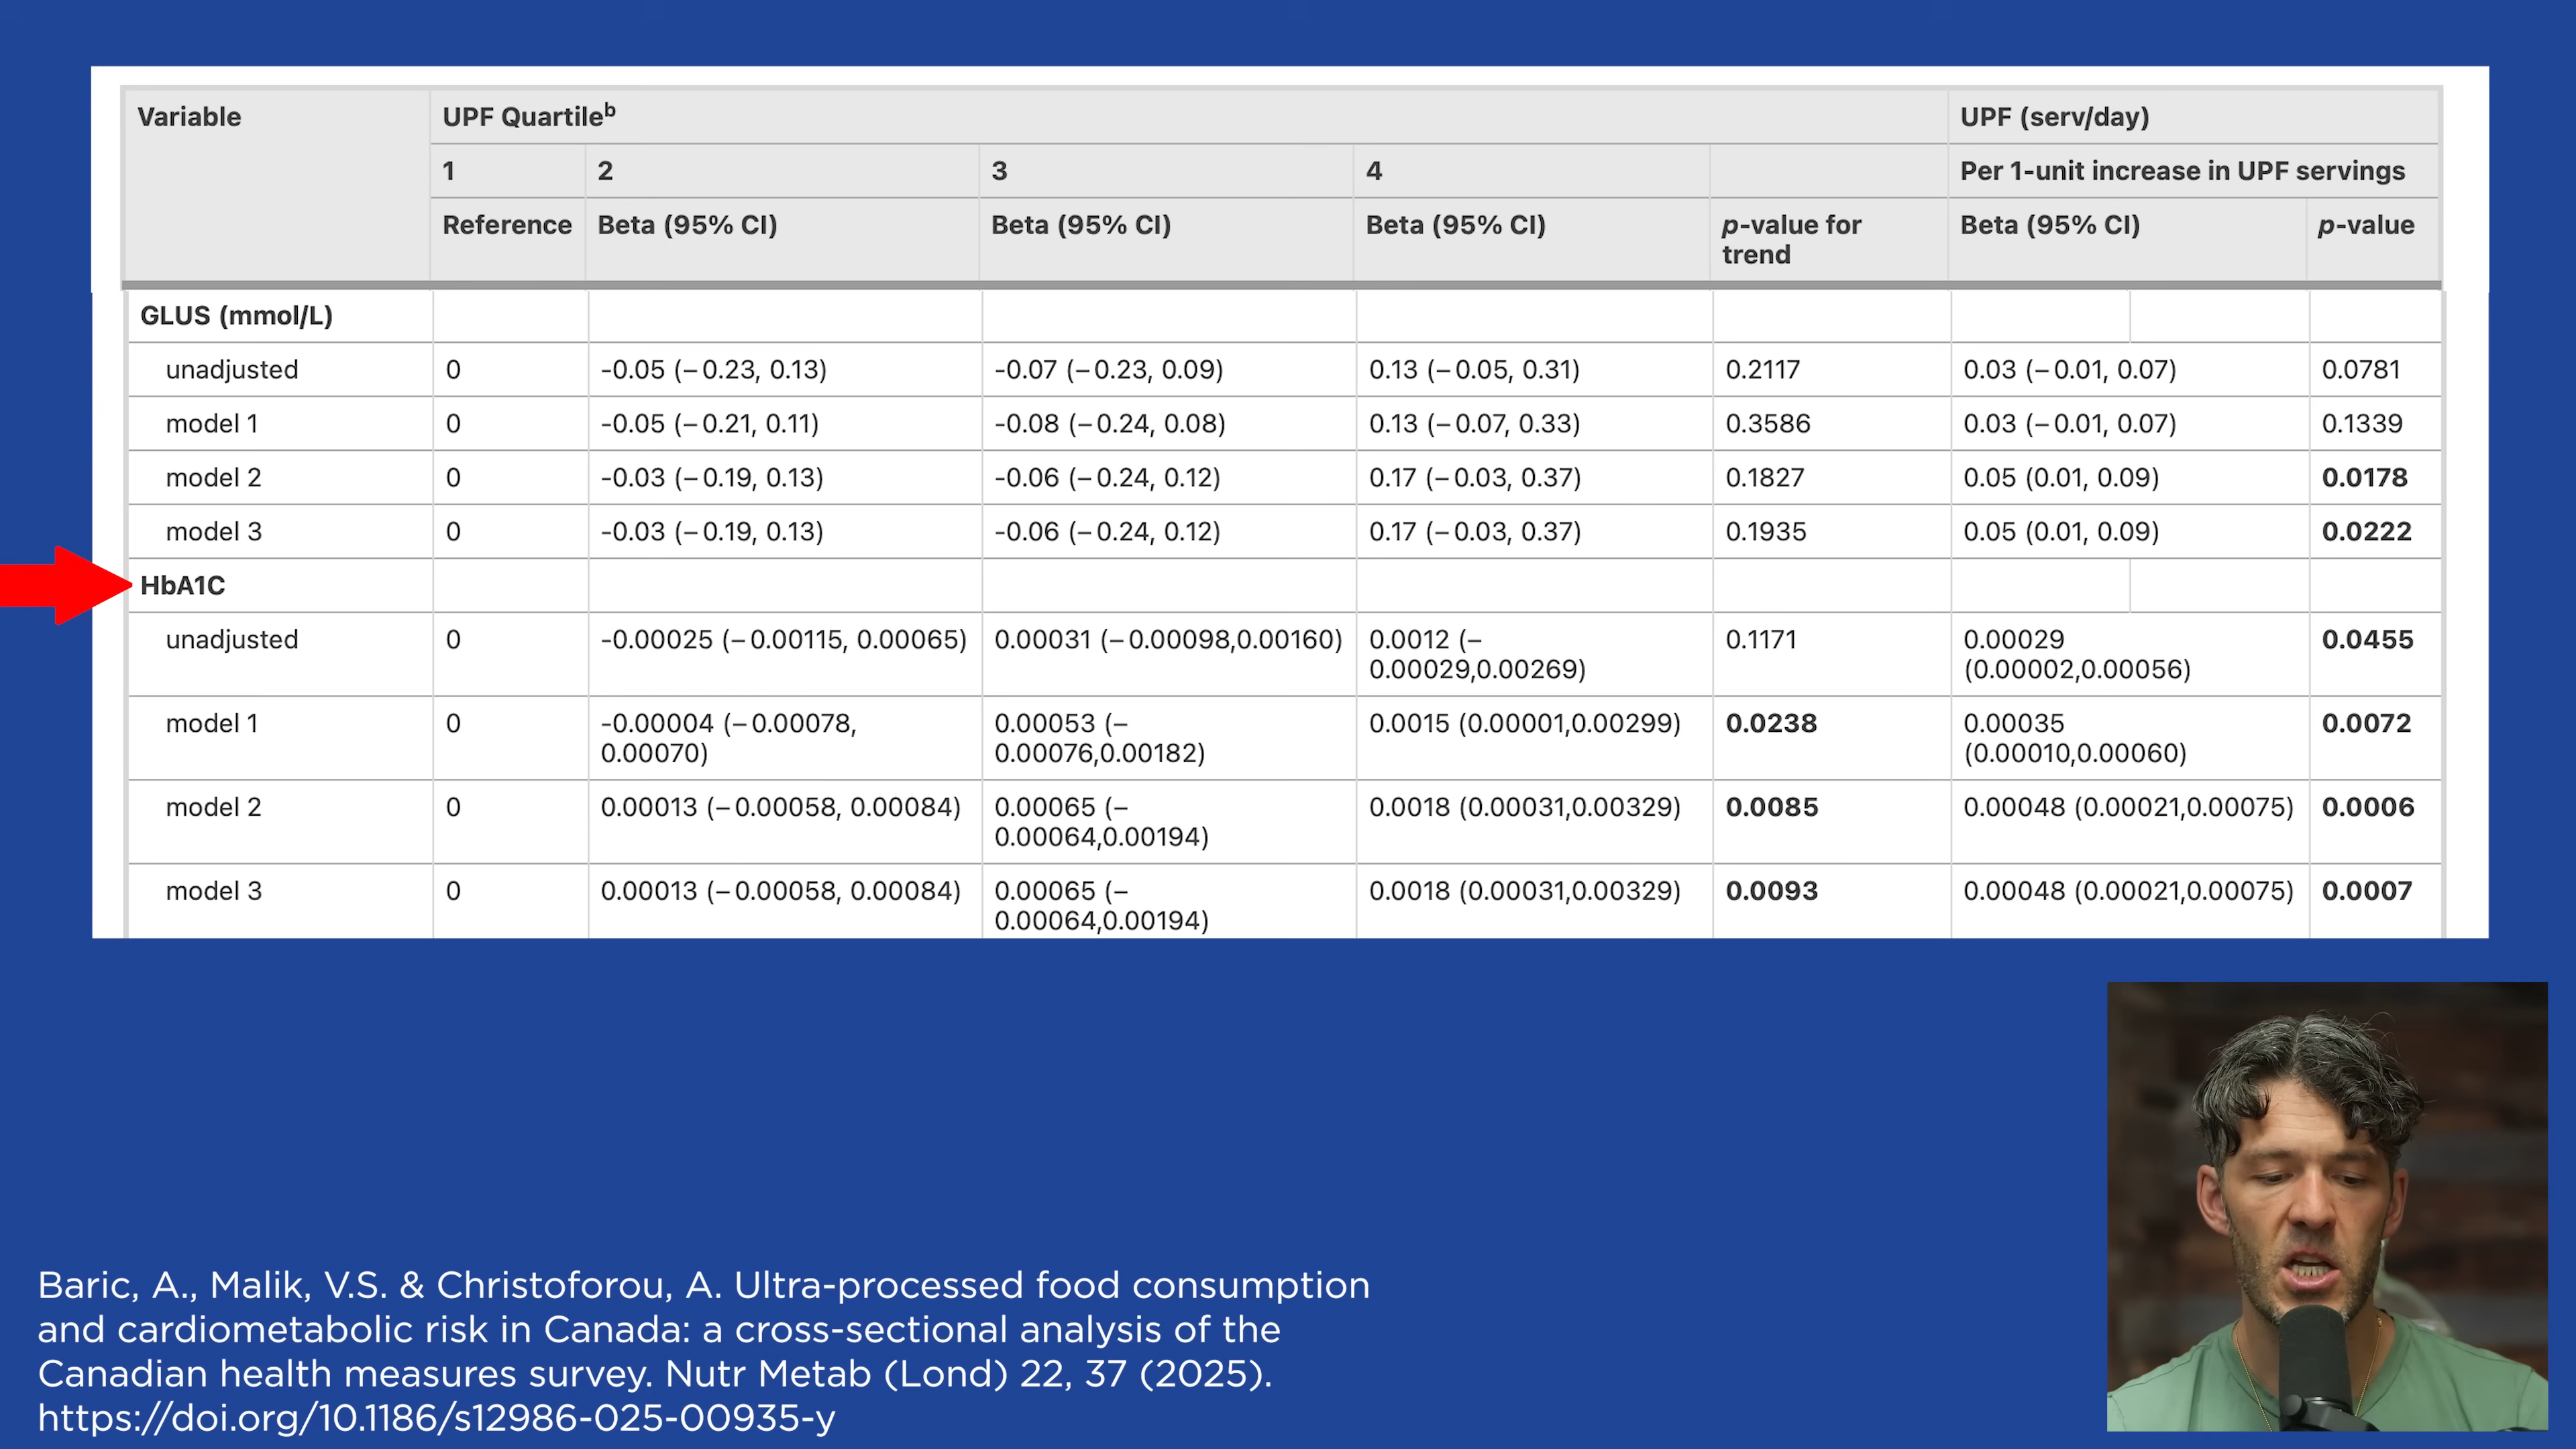 Variable UPF Quartileᵇ UPF (serv/day)
1 2 3 4 Per 1-unit increase in UPF servings
Reference Beta (95% CI) Beta (95% CI) Beta (95% CI) p-value for Beta (95% CI) p-value
trend
GLUS (mmol/L)
unadjusted 0 -0.05 (−0.23, 0.13) -0.07 (−0.23, 0.09) 0.13 (−0.05, 0.31) 0.2117 0.03 (−0.01, 0.07) 0.0781
model 1 0 -0.05 (−0.21, 0.11) -0.08 (−0.24, 0.08) 0.13 (−0.07, 0.33) 0.3586 0.03 (−0.01, 0.07) 0.1339
model 2 0 -0.03 (−0.19, 0.13) -0.06 (−0.24, 0.12) 0.17 (−0.03, 0.37) 0.1827 0.05 (0.01, 0.09) 0.0178
model 3 0 -0.03 (−0.19, 0.13) -0.06 (−0.24, 0.12) 0.17 (−0.03, 0.37) 0.1935 0.05 (0.01, 0.09) 0.0222
HbA1C
unadjusted 0 -0.00025 (−0.00115, 0.00065) 0.00031 (−0.00098,0.00160) 0.0012 (− 0.1171 0.00029 0.0455
0.00029,0.00269) (0.00002,0.00056)
model 1 0 -0.00004 (−0.00078, 0.00053 (− 0.0015 (0.00001,0.00299) 0.0238 0.00035 0.0072
0.00070) 0.00076,0.00182) (0.00010,0.00060)
model 2 0 0.00013 (−0.00058, 0.00084) 0.00065 (− 0.0018 (0.00031,0.00329) 0.0085 0.00048 (0.00021,0.00075) 0.0006
0.00064,0.00194)
model 3 0 0.00013 (−0.00058, 0.00084) 0.00065 (− 0.0018 (0.00031,0.00329) 0.0093 0.00048 (0.00021,0.00075) 0.0007
0.00064,0.00194)
Baric, A., Malik, V.S. & Christoforou, A. Ultra-processed food consumption
and cardiometabolic risk in Canada: a cross-sectional analysis of the
Canadian health measures survey. Nutr Metab (Lond) 22, 37 (2025).
https://doi.org/10.1186/s12986-025-00935-y